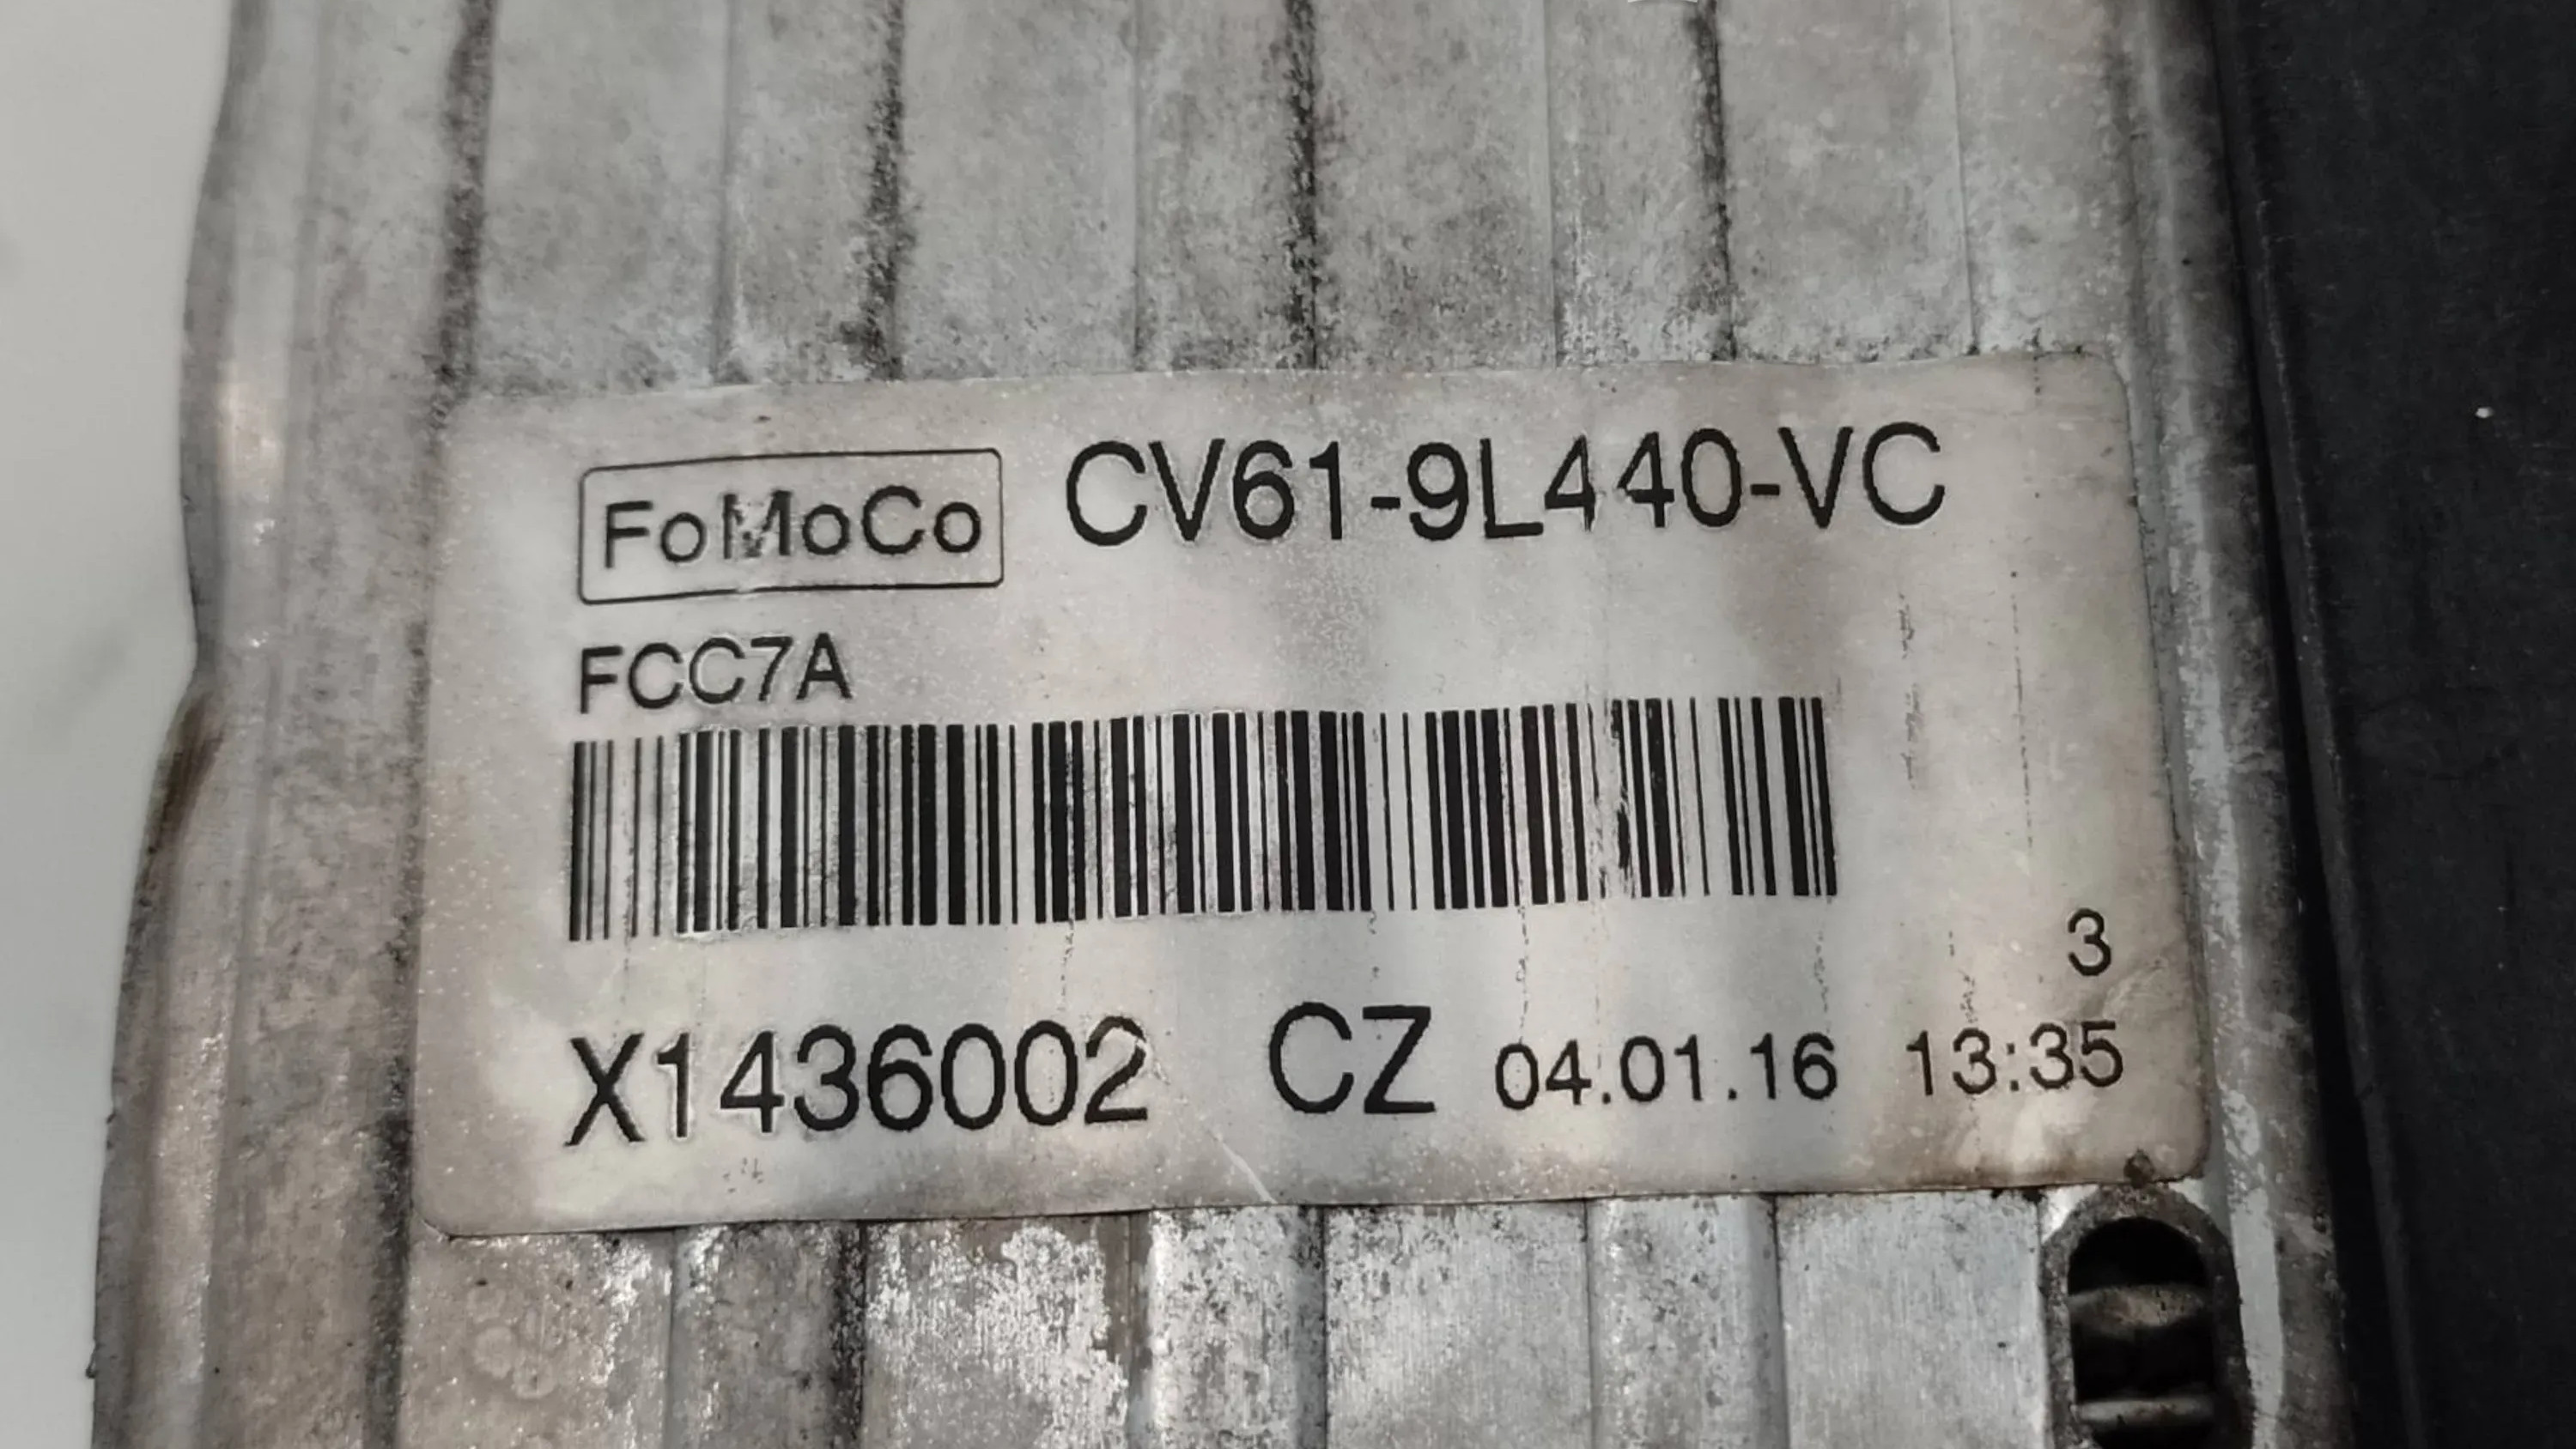 FoMoCo CV61-9L440-VC
FCC7A
3
X1436002 CZ 04.01.16 13:35